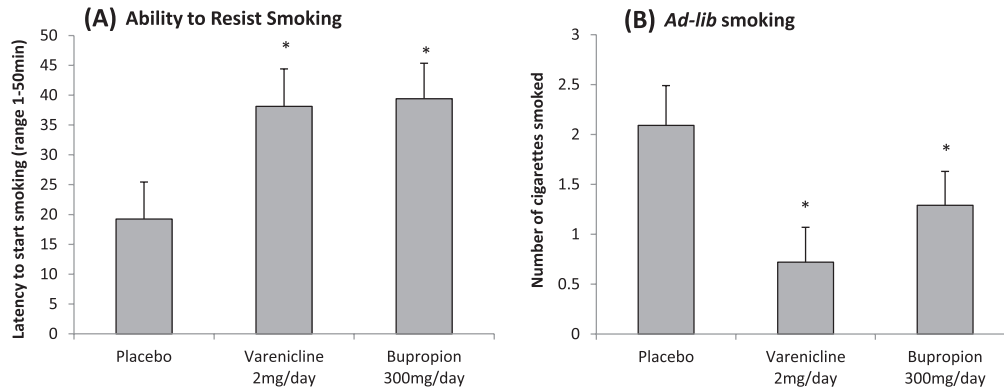 (A) Ability to Resist Smoking
Latency to start smoking (range 1-50min)
50
45
40
35
30
25
20
15
10
5
0
*
*
Placebo
Varenicline
2mg/day
Bupropion
300mg/day
(B) Ad-lib smoking
Number of cigarettes smoked
3
2.5
2
1.5
1
0.5
0
*
*
Placebo
Varenicline
2mg/day
Bupropion
300mg/day